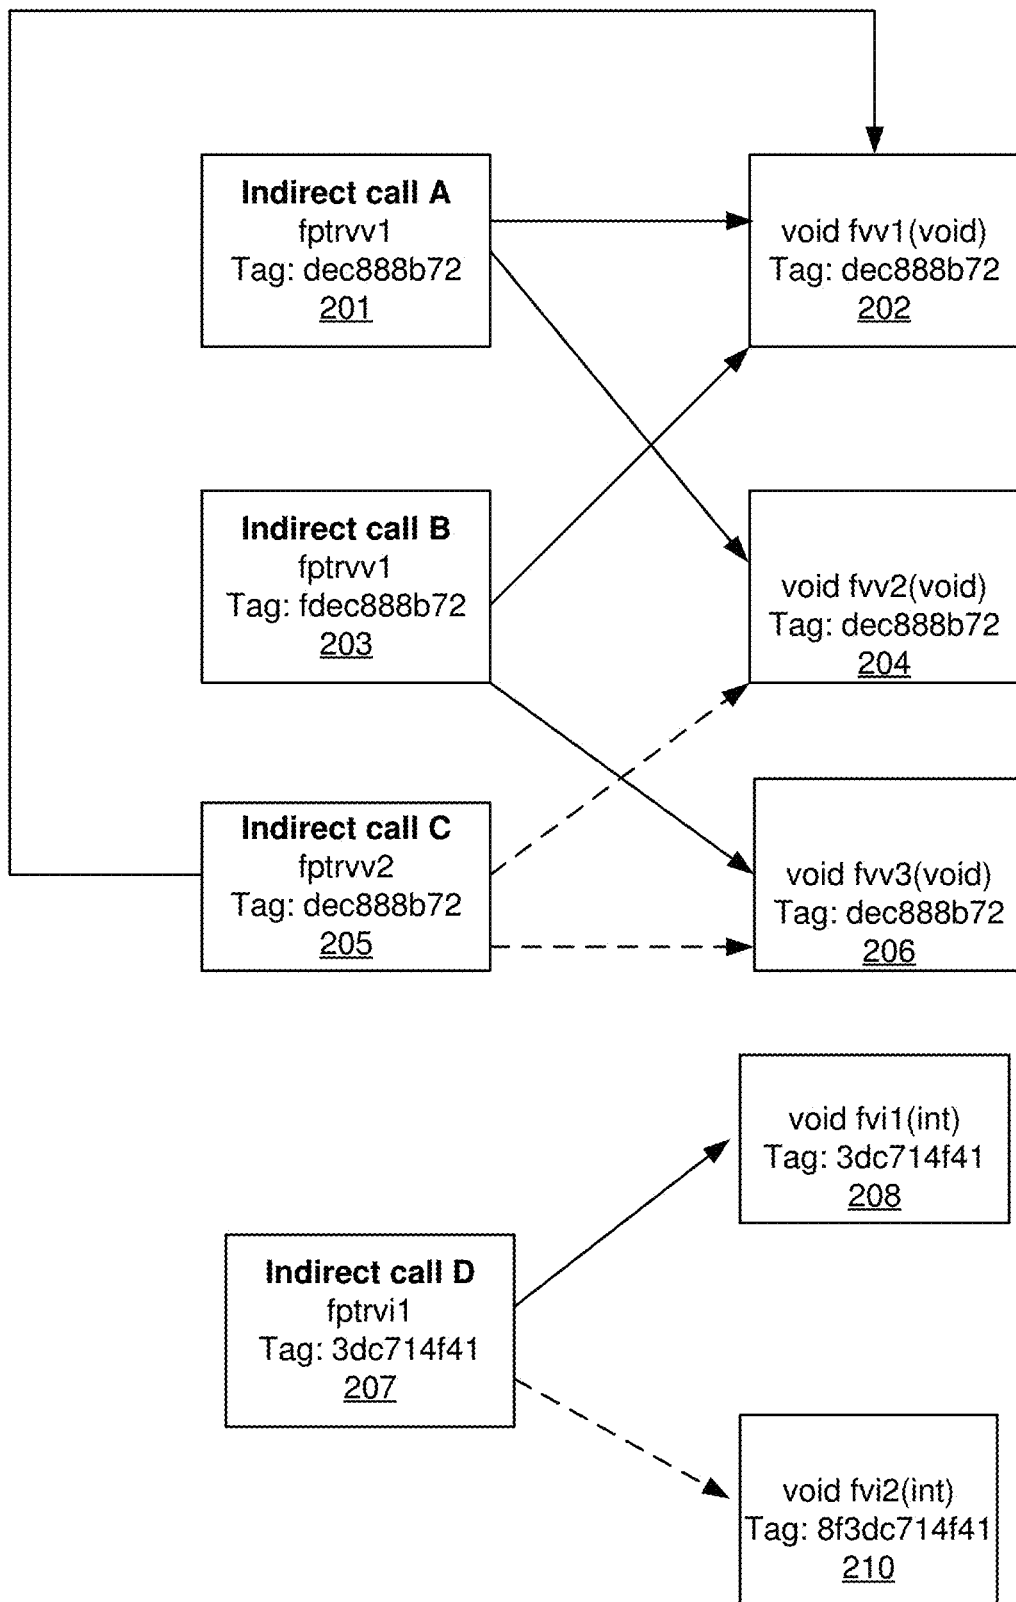 Indirect call A
fptrvv1
Tag: dec888b72
201
void fvv1(void)
Tag: dec888b72
202
Indirect call B
fptrvv1
Tag: fdec888b72
203
void fvv2(void)
Tag: dec888b72
204
Indirect call C
fptrvv2
Tag: dec888b72
205
void fvv3(void)
Tag: dec888b72
206
void fvi1(int)
Tag: 3dc714f41
208
Indirect call D
fptrvi1
Tag: 3dc714f41
207
void fvi2(int)
Tag: 8f3dc714f41
210